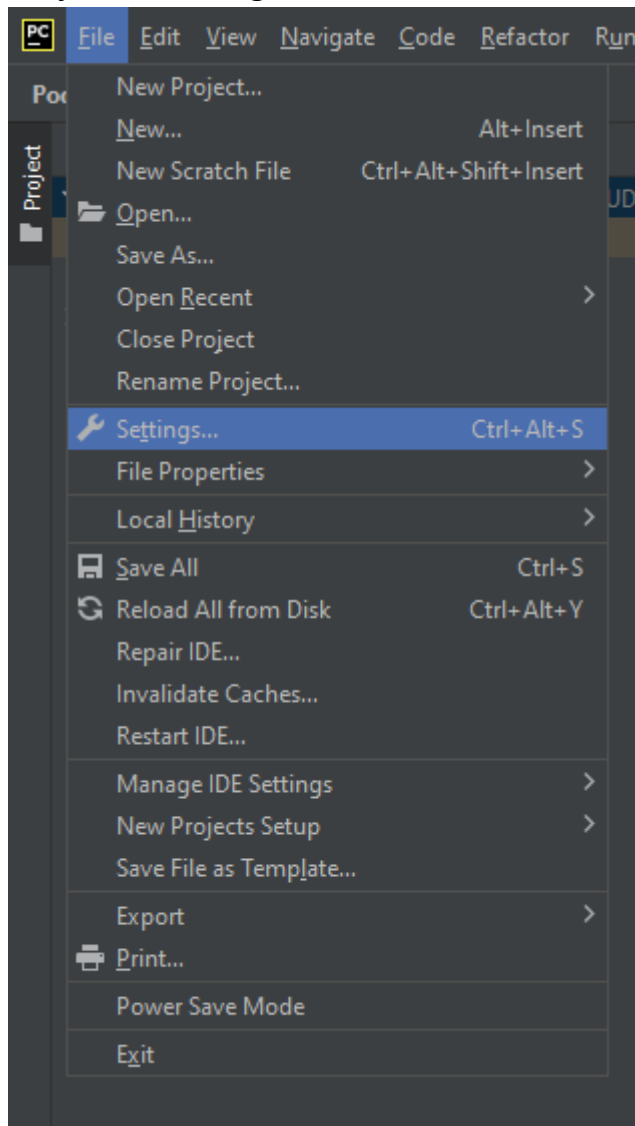 PC File Edit View Navigate Code Refactor Run
New Project...
New... Alt+Insert
Project
New Scratch File Ctrl+Alt+Shift+Insert
Open...
Save As...
Open Recent
Close Project
Rename Project...
Settings... Ctrl+Alt+S
File Properties
Local History
Save All Ctrl+S
Reload All from Disk Ctrl+Alt+Y
Repair IDE...
Invalidate Caches...
Restart IDE...
Manage IDE Settings
New Projects Setup
Save File as Template...
Export
Print...
Power Save Mode
Exit